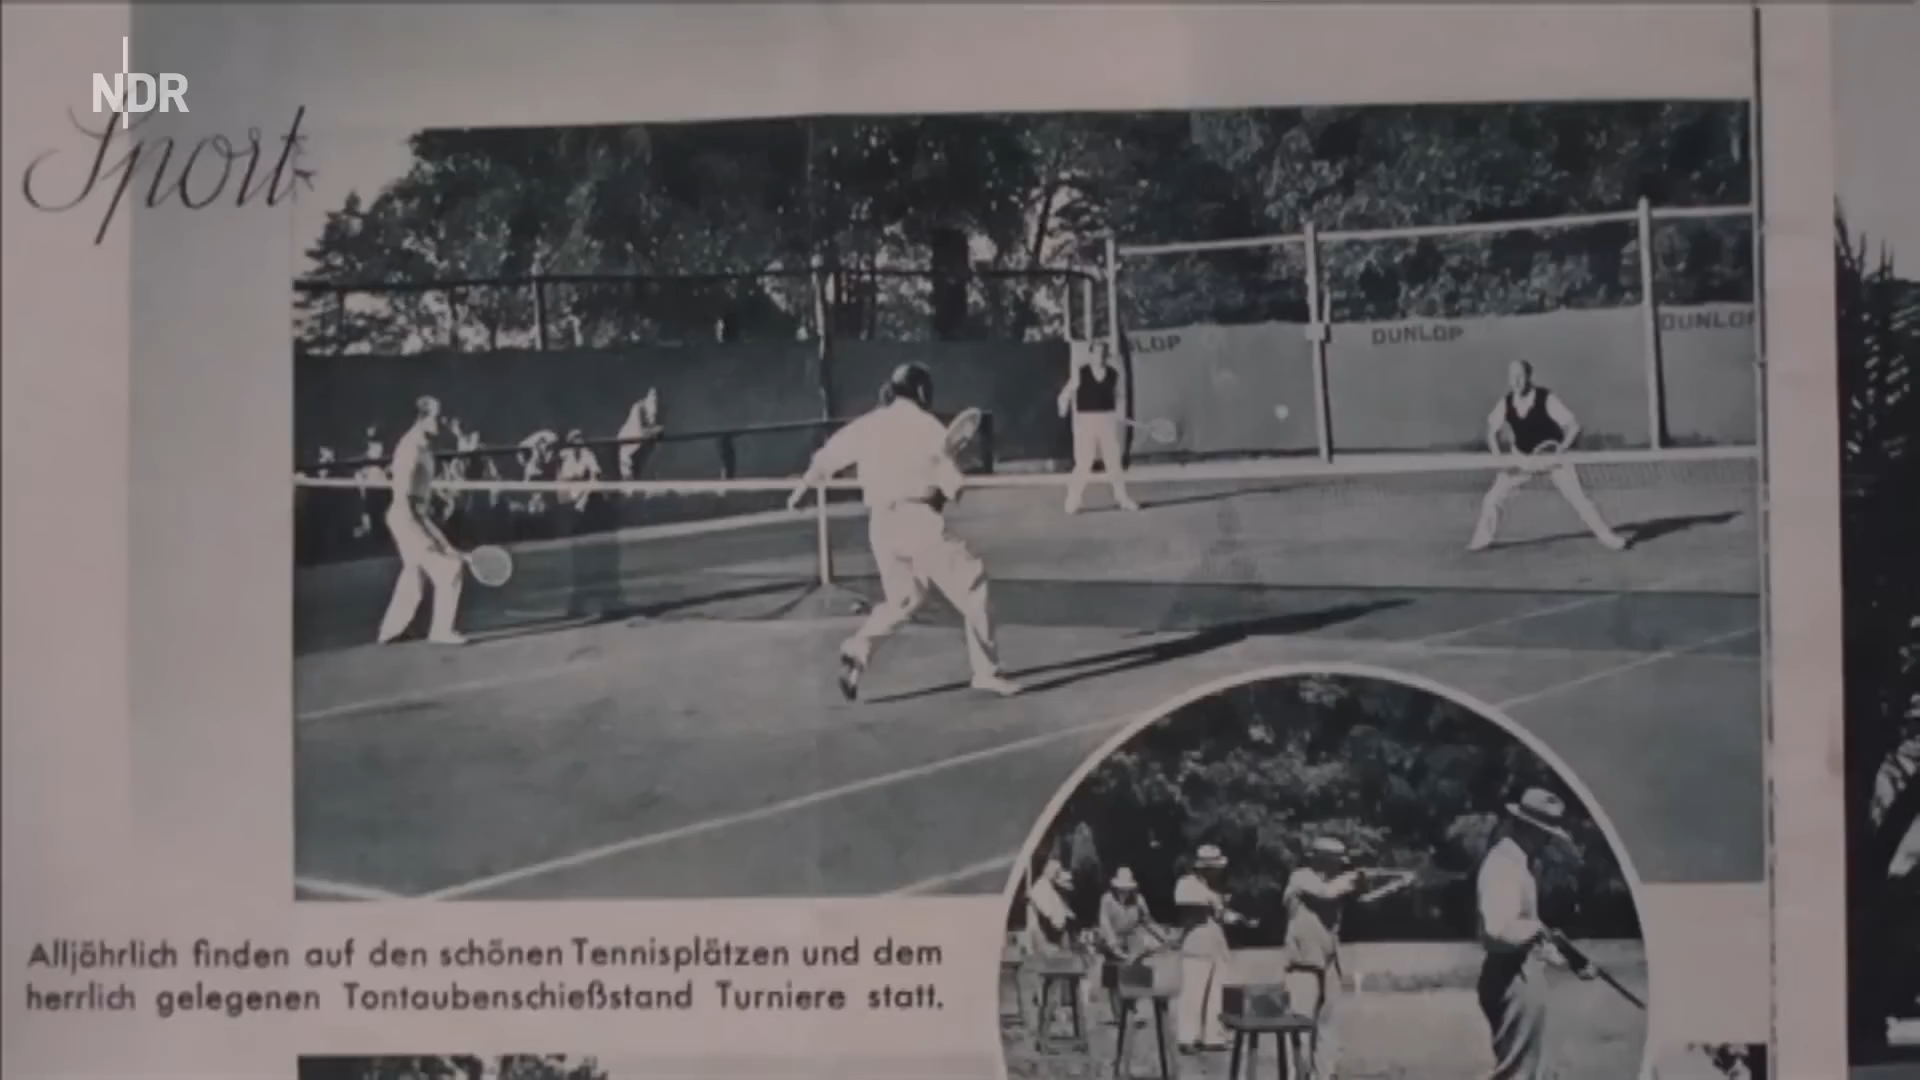 NDR
Sport
DUNLOP
DUNLOP
Alljährlich finden auf den schönen Tennisplätzen und dem
herrlich gelegenen Tontaubenschießstand Turniere statt.